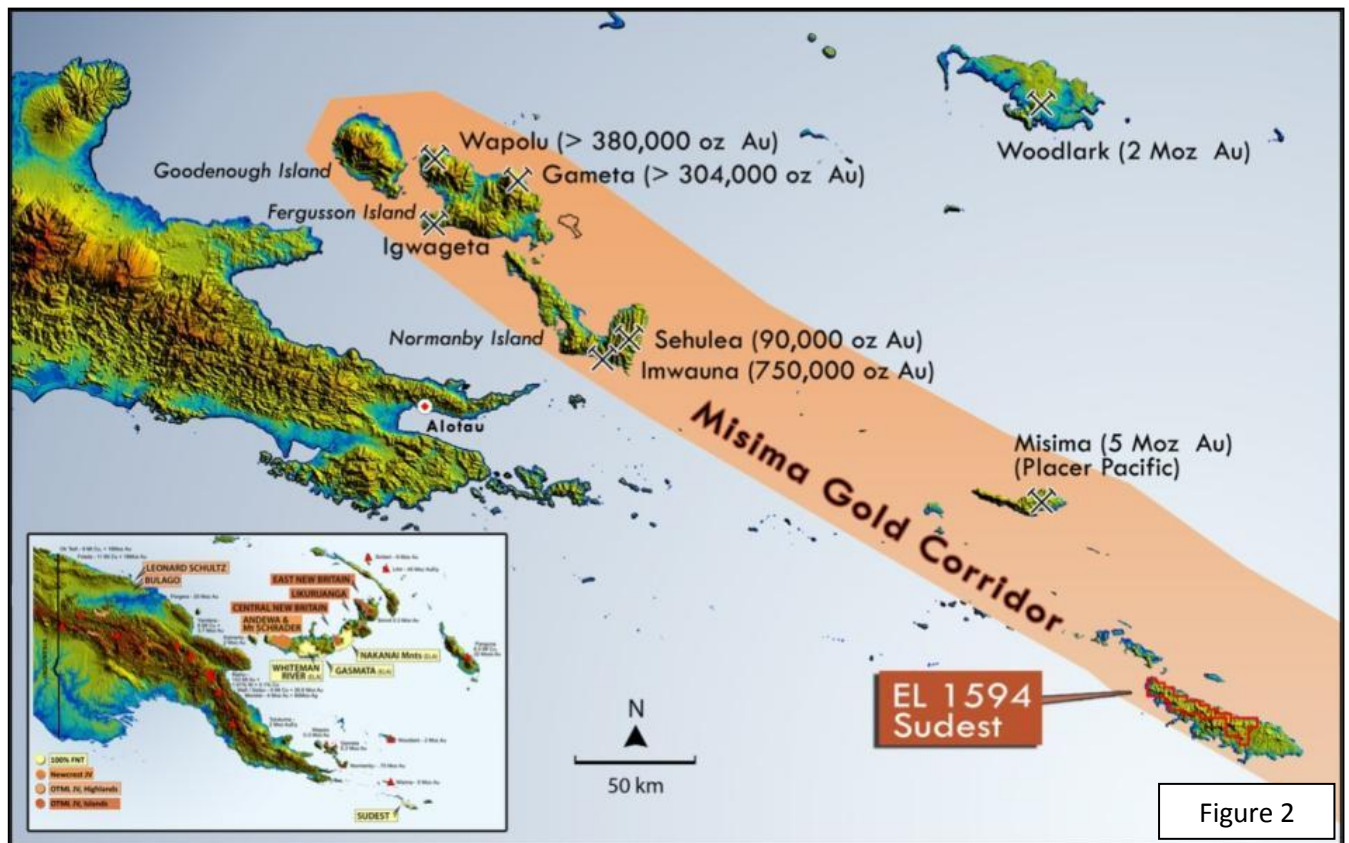 Wapolu (> 380,000 oz Au)
Goodenough Island
Gameta (> 304,000 oz Au)
Fergusson Island
Igwageta
Woodlark (2 Moz Au)
Normanby Island
Sehulea (90,000 oz Au)
Imwauna (750,000 oz Au)
Alotau
Misima Gold Corridor
Misima (5 Moz Au)
(Placer Pacific)
EL 1594
Sudest
N
50 km
Figure 2
LEONARD SCHULTZ
BULAGO
EAST NEW BRITAIN
LIKURUANGA
CENTRAL NEW BRITAIN
ANDEWA &
Mt SCHRADER
NAKANAI Mnts (ELA)
WHITEMAN
RIVER (ELA)
GASMATA (ELA)
SUDEST
100% FNT
Newcrest JV
OTML JV, Highlands
OTML JV, Islands